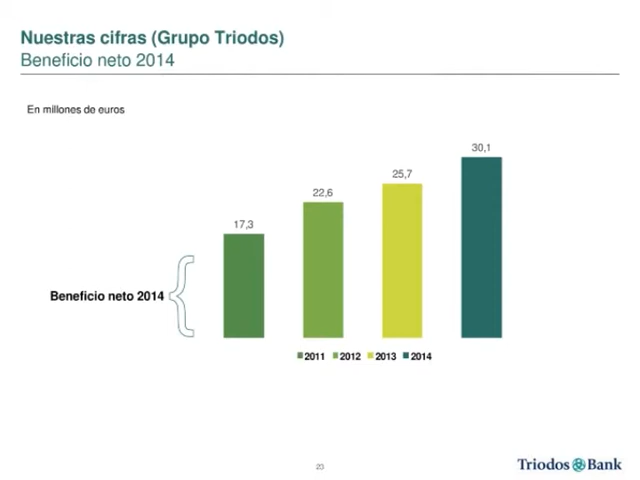 Nuestras cifras (Grupo Triodos)
Beneficio neto 2014
En millones de euros
30,1
25,7
22,6
17,3
Beneficio neto 2014
2011 2012 2013 2014
20
Triodos Bank